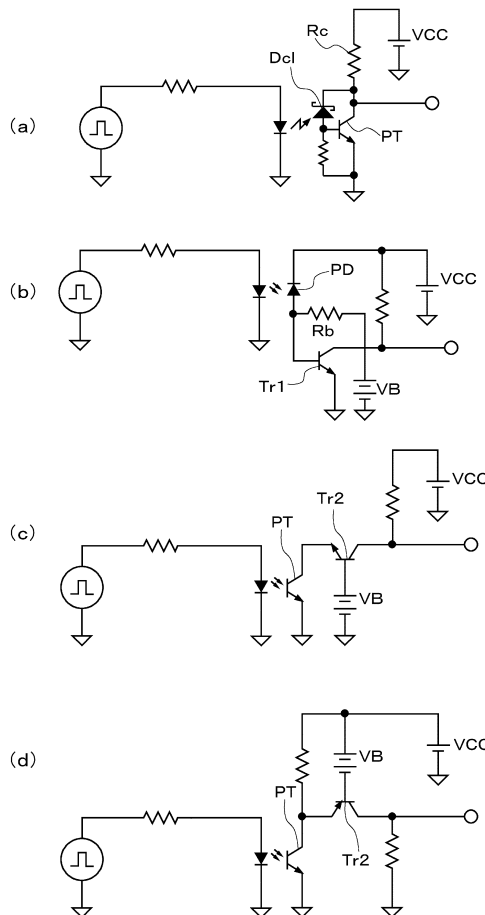 (a)
Rc
VCC
Dcl
PT
(b)
PD
VCC
Rb
Tr1
VB
(c)
Tr2
VCC
PT
VB
(d)
VCC
VB
PT
Tr2